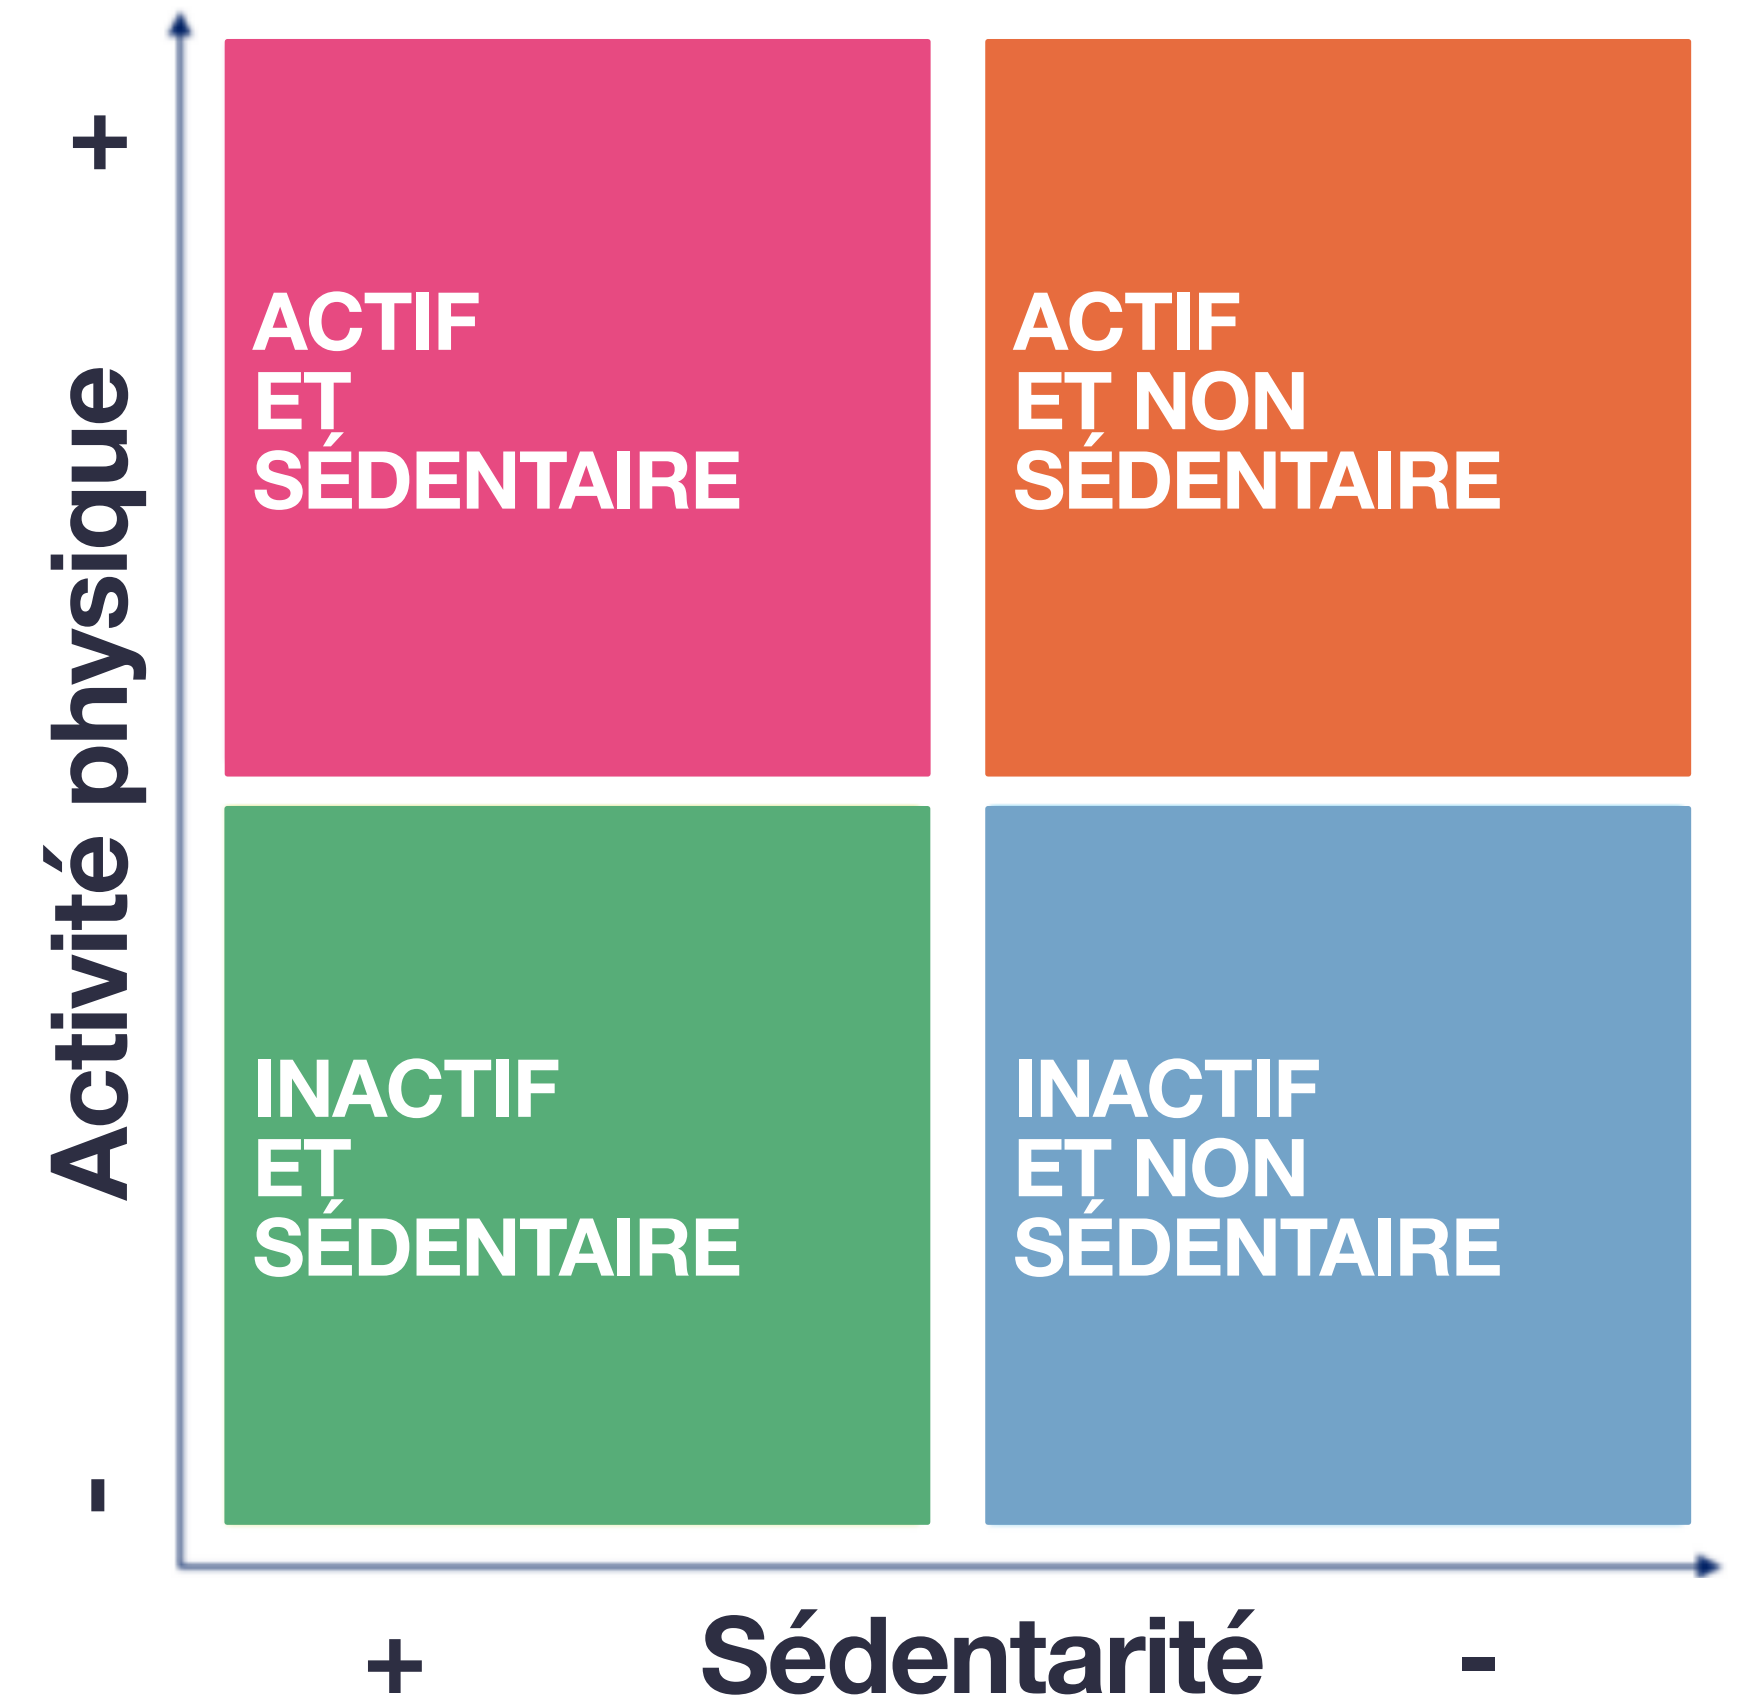 +
Activité physique
-
ACTIF
ET
SÉDENTAIRE
ACTIF
ET NON
SÉDENTAIRE
INACTIF
ET
SÉDENTAIRE
INACTIF
ET NON
SÉDENTAIRE
+ Sédentarité -